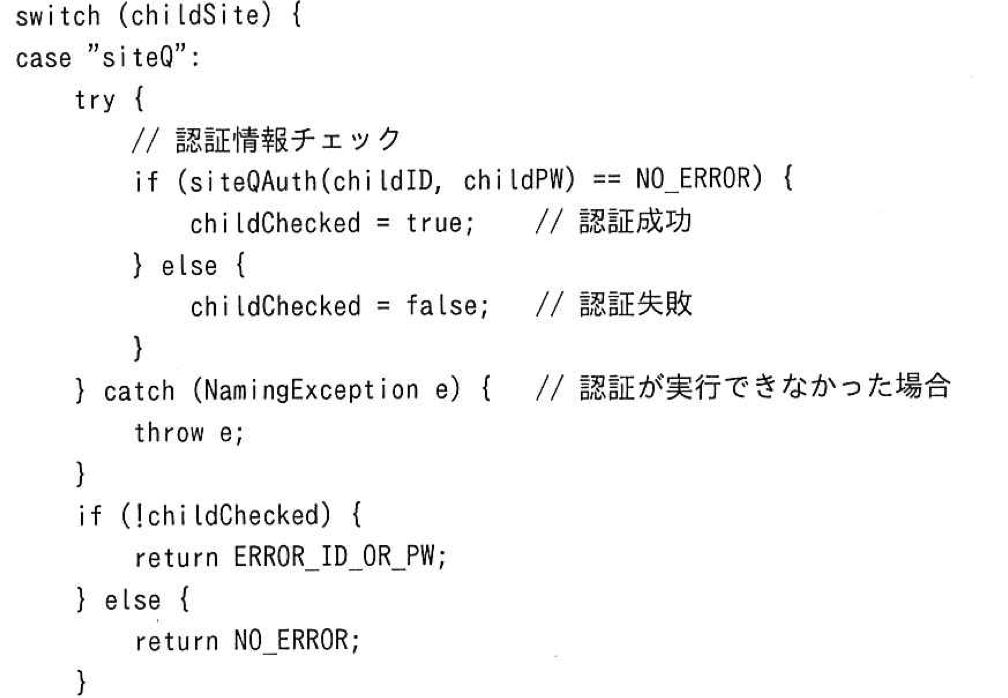 switch (childSite) {
case ”siteQ”:
    try {
        // 認証情報チェック
        if (siteQAuth(childID, childPW) == NO_ERROR) {
            childChecked = true;    // 認証成功
        } else {
            childChecked = false;   // 認証失敗
        }
    } catch (NamingException e) {   // 認証が実行できなかった場合
        throw e;
    }
    if (!childChecked) {
        return ERROR_ID_OR_PW;
    } else {
        return NO_ERROR;
    }